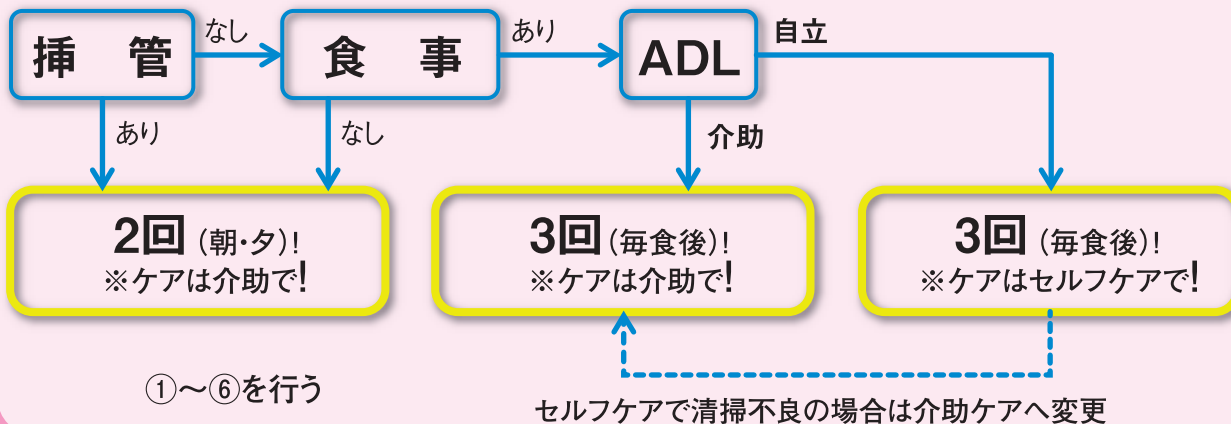 挿 管
なし
食 事
あり
ADL
自立
あり
なし
介助
2回(朝・夕)!
※ケアは介助で!
3回(毎食後)!
※ケアは介助で!
3回(毎食後)!
※ケアはセルフケアで!
①～⑥を行う
セルフケアで清掃不良の場合は介助ケアへ変更